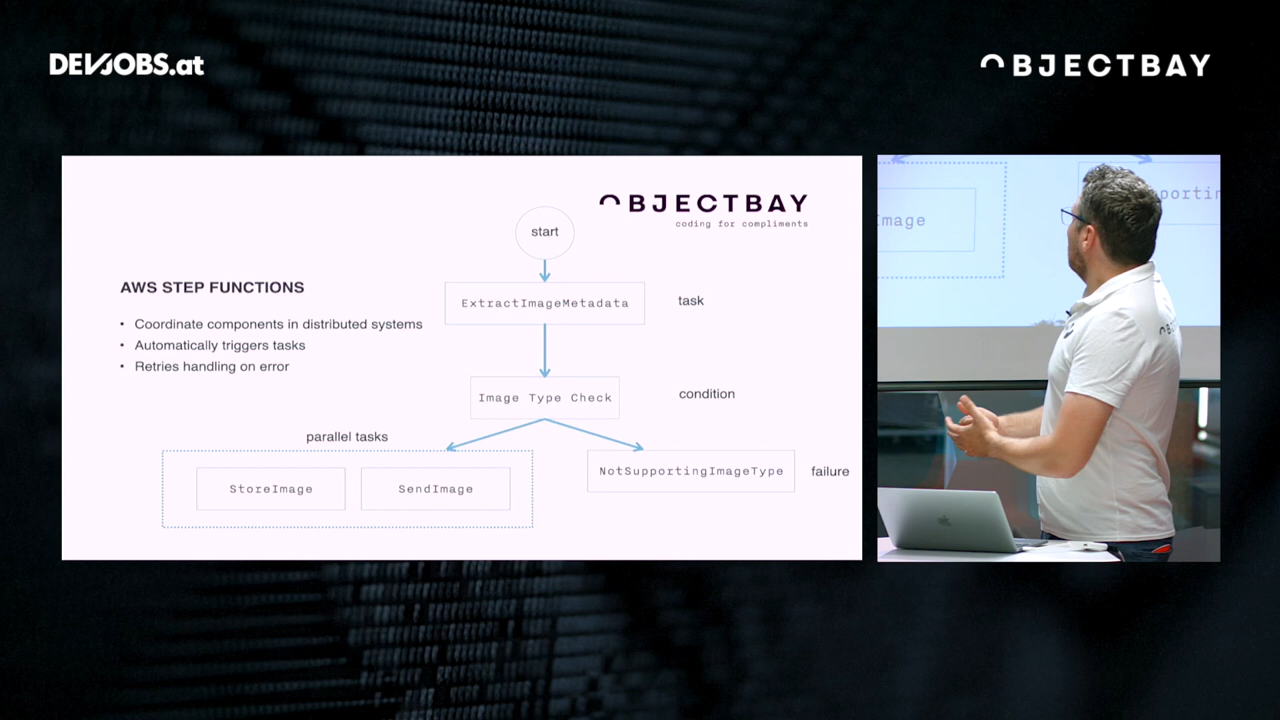 DEVJOBS.at
OBJECTBAY
OBJECTBAY
coding for compliments
start
AWS STEP FUNCTIONS
ExtractImageMetadata
task
• Coordinate components in distributed systems
• Automatically triggers tasks
• Retries handling on error
Image Type Check
condition
parallel tasks
StoreImage
SendImage
NotSupportingImageType
failure
Image
porting